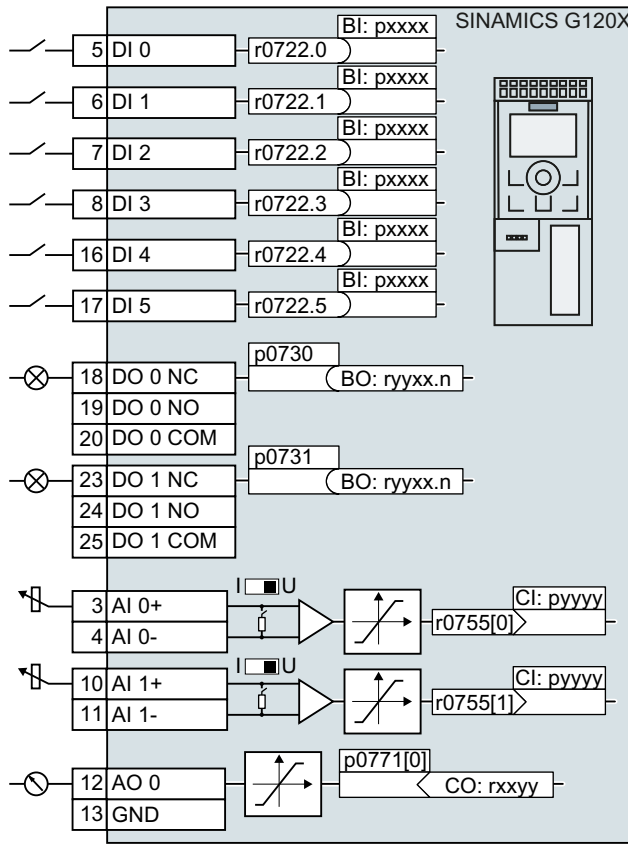 SINAMICS G120X
BI: pxxxx
5 DI 0 r0722.0
BI: pxxxx
6 DI 1 r0722.1
BI: pxxxx
7 DI 2 r0722.2
BI: pxxxx
8 DI 3 r0722.3
BI: pxxxx
16 DI 4 r0722.4
BI: pxxxx
17 DI 5 r0722.5
p0730
18 DO 0 NC BO: ryyxx.n
19 DO 0 NO
20 DO 0 COM
p0731
23 DO 1 NC BO: ryyxx.n
24 DO 1 NO
25 DO 1 COM
I U
CI: pyyyy
3 AI 0+
r0755[0]
4 AI 0-
I U
CI: pyyyy
10 AI 1+
r0755[1]
11 AI 1-
p0771[0]
12 AO 0 CO: rxxyy
13 GND